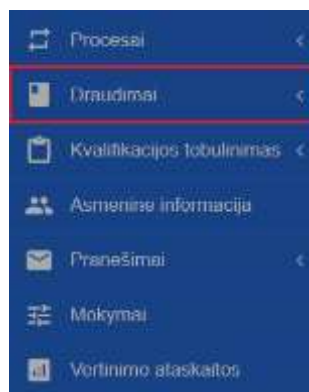 Procesai
Draudimai
Kvalifikacijos tobulinimas
Asmeninė informacija
Pranešimai
Mokymai
Vertinimo ataskaitos